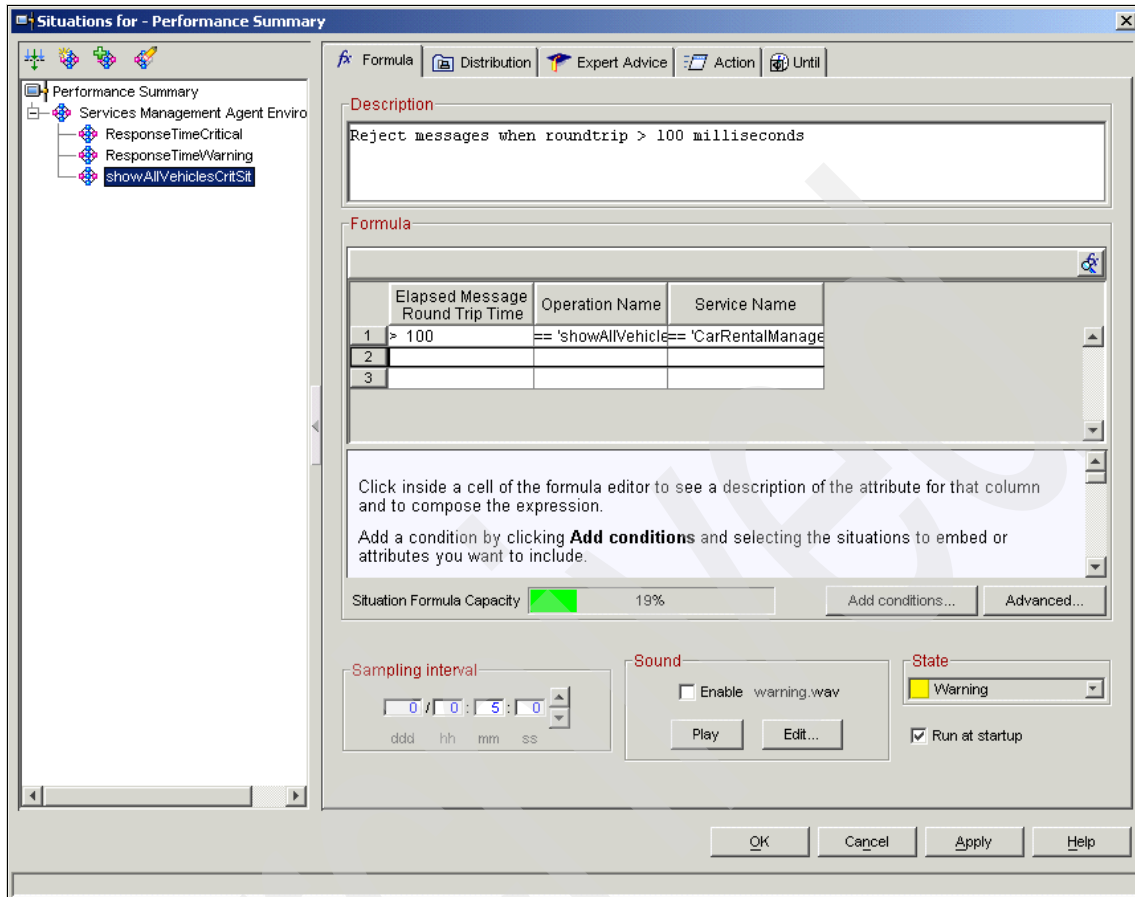 Situations for - Performance Summary
Formula
Distribution
Expert Advice
Action
Until
Performance Summary
Services Management Agent Enviro
ResponseTimeCritical
ResponseTimeWarning
showAllVehiclesCritSit
Description
Reject messages when roundtrip > 100 milliseconds
Formula
Elapsed Message Round Trip Time
Operation Name
Service Name
1 > 100 == 'showAllVehicle == 'CarRentalManage
2
3
Click inside a cell of the formula editor to see a description of the attribute for that column
and to compose the expression.
Add a condition by clicking Add conditions and selecting the situations to embed or
attributes you want to include.
Situation Formula Capacity 19% Add conditions... Advanced...
Sampling interval
0 / 0 : 5 : 0
ddd hh mm ss
Sound
Enable warning.wav
Play Edit...
State
Warning
Run at startup
OK Cancel Apply Help